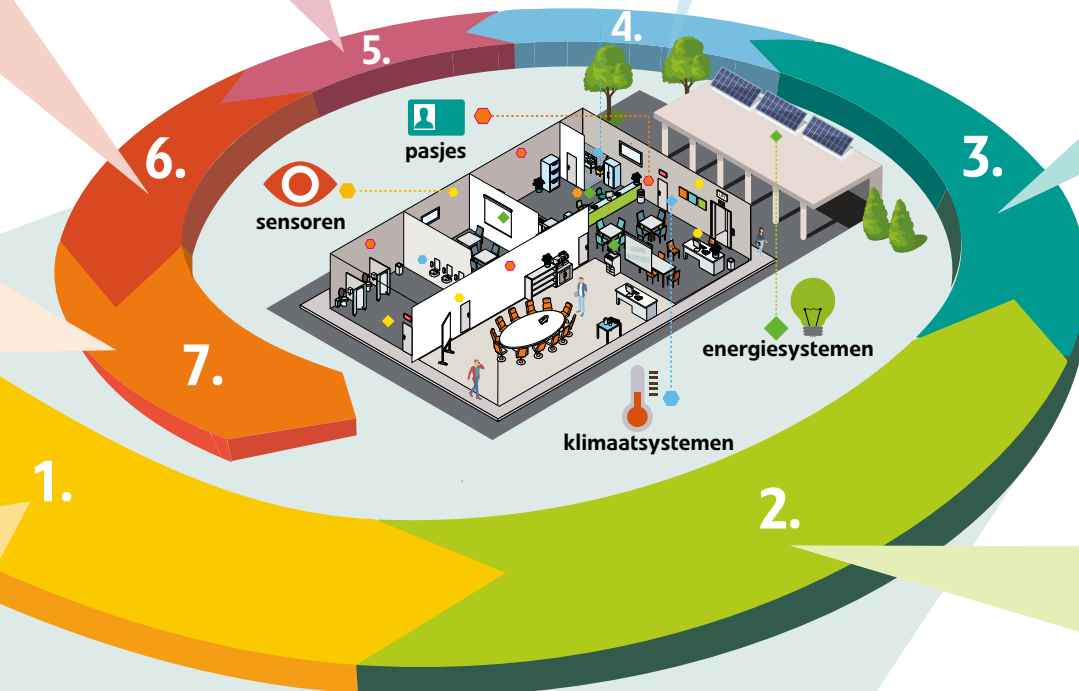 5.
4.
6.
3.
pasjes
sensoren
energiesystemen
7.
klimaatsystemen
1.
2.